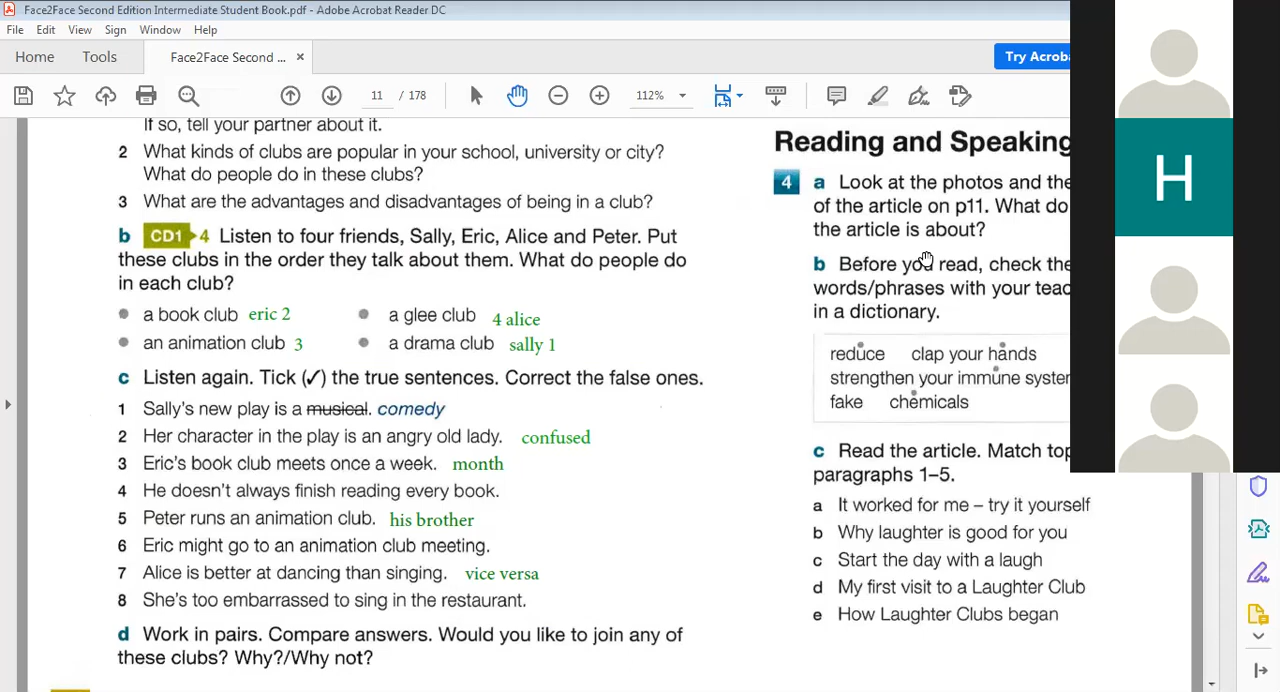 Face2Face Second Edition Intermediate Student Book.pdf - Adobe Acrobat Reader DC
File Edit View Sign Window Help
Home Tools Face2Face Second ... × Try Acroba
11 / 178 112%
If so, tell your partner about it.
2 What kinds of clubs are popular in your school, university or city?
What do people do in these clubs?
3 What are the advantages and disadvantages of being in a club?
b CD1 4 Listen to four friends, Sally, Eric, Alice and Peter. Put
these clubs in the order they talk about them. What do people do
in each club?
a book club eric 2 a glee club 4 alice
an animation club 3 a drama club sally 1
c Listen again. Tick (✓) the true sentences. Correct the false ones.
1 Sally's new play is a musical. comedy
2 Her character in the play is an angry old lady. confused
3 Eric's book club meets once a week. month
4 He doesn't always finish reading every book.
5 Peter runs an animation club. his brother
6 Eric might go to an animation club meeting.
7 Alice is better at dancing than singing. vice versa
8 She's too embarrassed to sing in the restaurant.
d Work in pairs. Compare answers. Would you like to join any of
these clubs? Why?/Why not?
Reading and Speaking
4 a Look at the photos and the
of the article on p11. What do
the article is about?
b Before you read, check the
words/phrases with your teac
in a dictionary.
reduce clap your hands
strengthen your immune system
fake chemicals
c Read the article. Match top
paragraphs 1–5.
a It worked for me – try it yourself
b Why laughter is good for you
c Start the day with a laugh
d My first visit to a Laughter Club
e How Laughter Clubs began
H